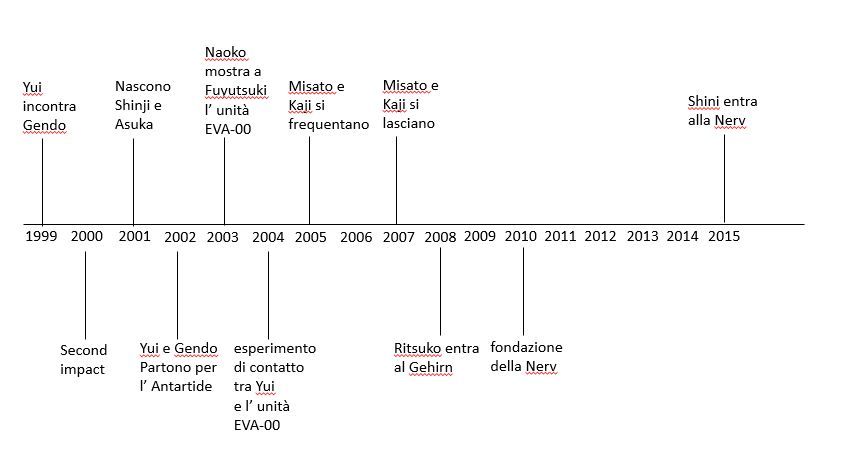 Yui
incontra
Gendo
Nascono
Shinji e
Asuka
Naoko
mostra a
Fuyutsuki
l’ unità
EVA-00
Misato e
Kaji si
frequentano
Misato e
Kaji si
lasciano
Shini entra
alla Nerv
1999 2000 2001 2002 2003 2004 2005 2006 2007 2008 2009 2010 2011 2012 2013 2014 2015
Second
impact
Yui e Gendo
Partono per
l’ Antartide
esperimento
di contatto
tra Yui
e l’ unità
EVA-00
Ritsuko entra
al Gehirn
fondazione
della Nerv